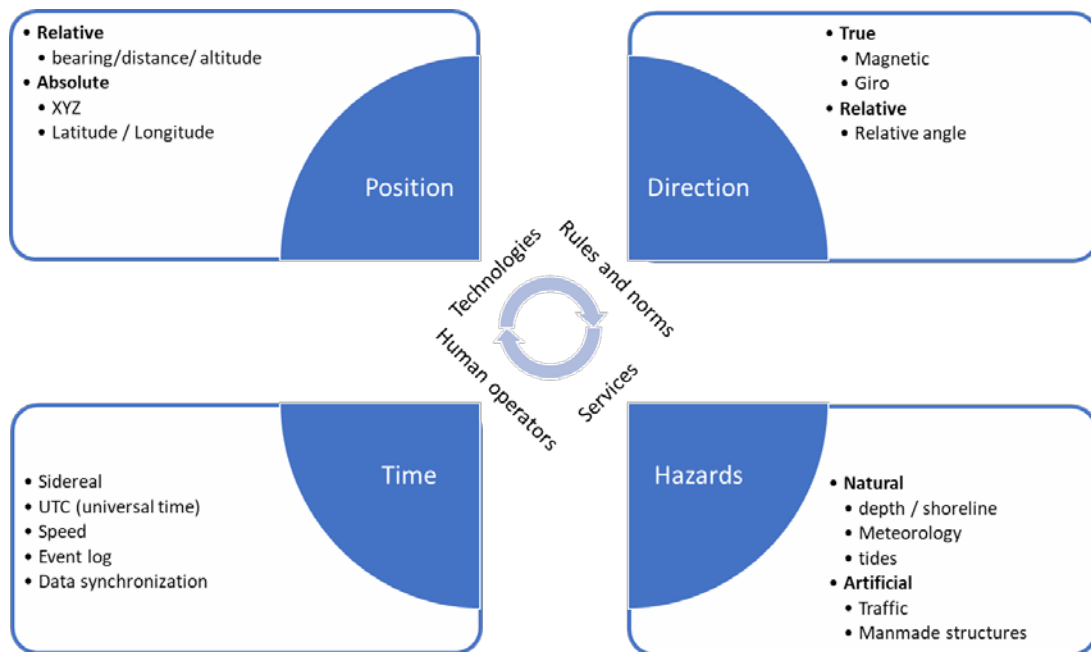 • Relative
• bearing/distance/ altitude
• Absolute
• XYZ
• Latitude / Longitude
Position
• True
• Magnetic
• Giro
• Relative
• Relative angle
Direction
Technologies
Rules and norms
Human operators
Services
• Sidereal
• UTC (universal time)
• Speed
• Event log
• Data synchronization
Time
Hazards
• Natural
• depth / shoreline
• Meteorology
• tides
• Artificial
• Traffic
• Manmade structures